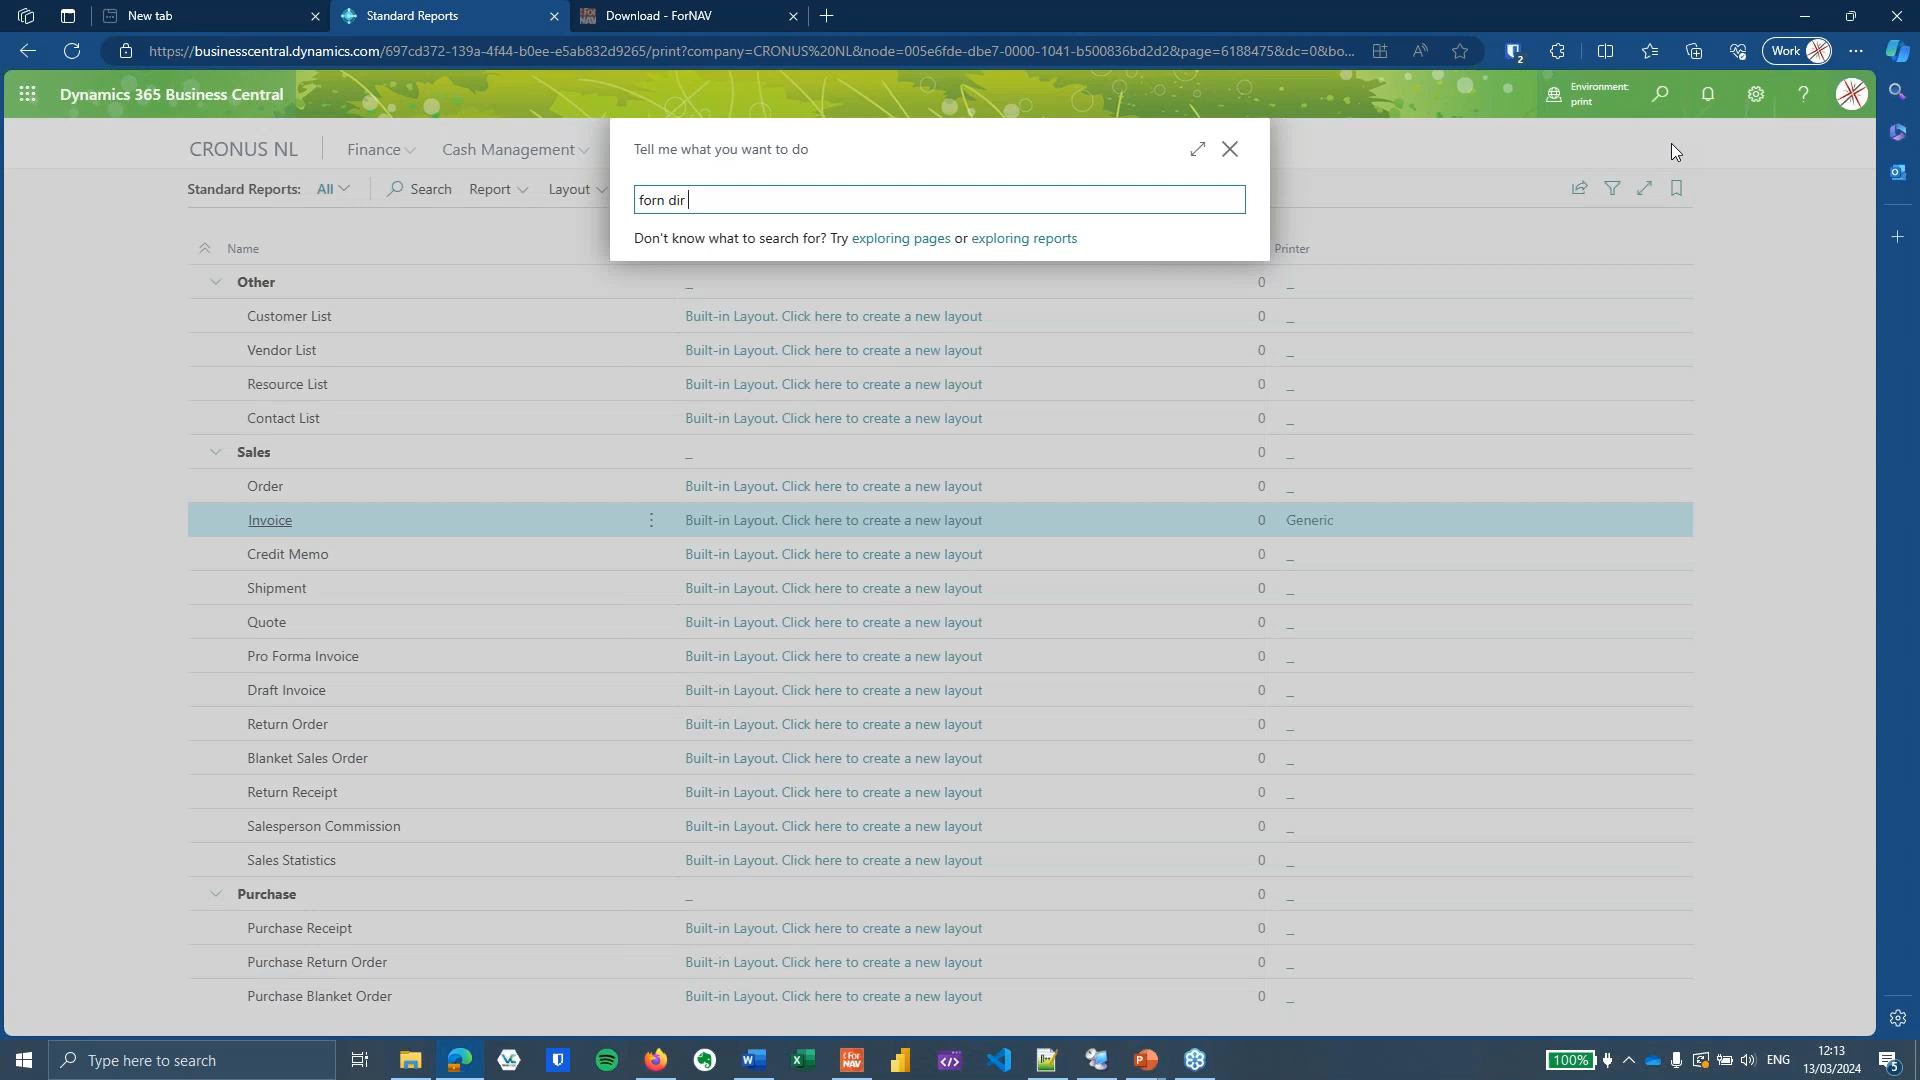 New tab
Standard Reports
Download - ForNAV
https://businesscentral.dynamics.com/697cd372-139a-4f44-b0ee-e5ab832d9265/print?company=CRONUS%20NL&node=005e6fde-dbe7-0000-1041-b500836bd2d2&page=6188475&dc=0&bo...
2
Work
Dynamics 365 Business Central
Environment:
print
?
CRONUS NL
Finance
Cash Management
Tell me what you want to do
forn dir
Don't know what to search for? Try exploring pages or exploring reports
Standard Reports: All Search Report Layout
Name Printer
Other _ 0 _
Customer List Built-in Layout. Click here to create a new layout 0 _
Vendor List Built-in Layout. Click here to create a new layout 0 _
Resource List Built-in Layout. Click here to create a new layout 0 _
Contact List Built-in Layout. Click here to create a new layout 0 _
Sales _ 0 _
Order Built-in Layout. Click here to create a new layout 0 _
Invoice Built-in Layout. Click here to create a new layout 0 Generic
Credit Memo Built-in Layout. Click here to create a new layout 0 _
Shipment Built-in Layout. Click here to create a new layout 0 _
Quote Built-in Layout. Click here to create a new layout 0 _
Pro Forma Invoice Built-in Layout. Click here to create a new layout 0 _
Draft Invoice Built-in Layout. Click here to create a new layout 0 _
Return Order Built-in Layout. Click here to create a new layout 0 _
Blanket Sales Order Built-in Layout. Click here to create a new layout 0 _
Return Receipt Built-in Layout. Click here to create a new layout 0 _
Salesperson Commission Built-in Layout. Click here to create a new layout 0 _
Sales Statistics Built-in Layout. Click here to create a new layout 0 _
Purchase _ 0 _
Purchase Receipt Built-in Layout. Click here to create a new layout 0 _
Purchase Return Order Built-in Layout. Click here to create a new layout 0 _
Purchase Blanket Order Built-in Layout. Click here to create a new layout 0 _
Type here to search
100%
ENG
12:13
13/03/2024
5